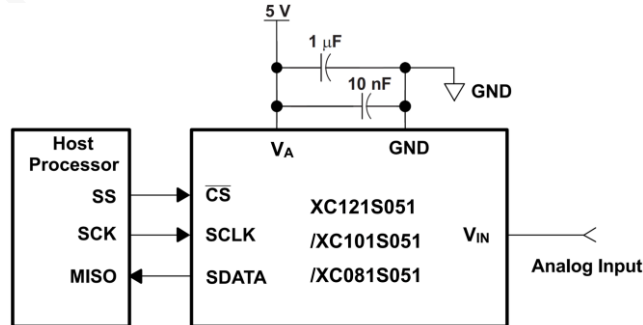 5 V
1 μF
10 nF
GND
Host
Processor
VA
GND
SS
CS
XC121S051
SCK
SCLK
/XC101S051
VIN
MISO
SDATA
/XC081S051
Analog Input